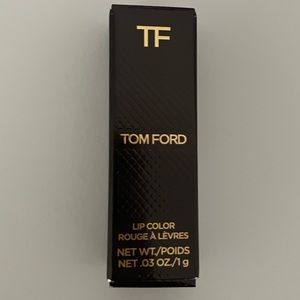 TF
TOM FORD
LIP COLOR
ROUGE À LÈVRES
NET WT./POIDS
NET .03 OZ./1 g